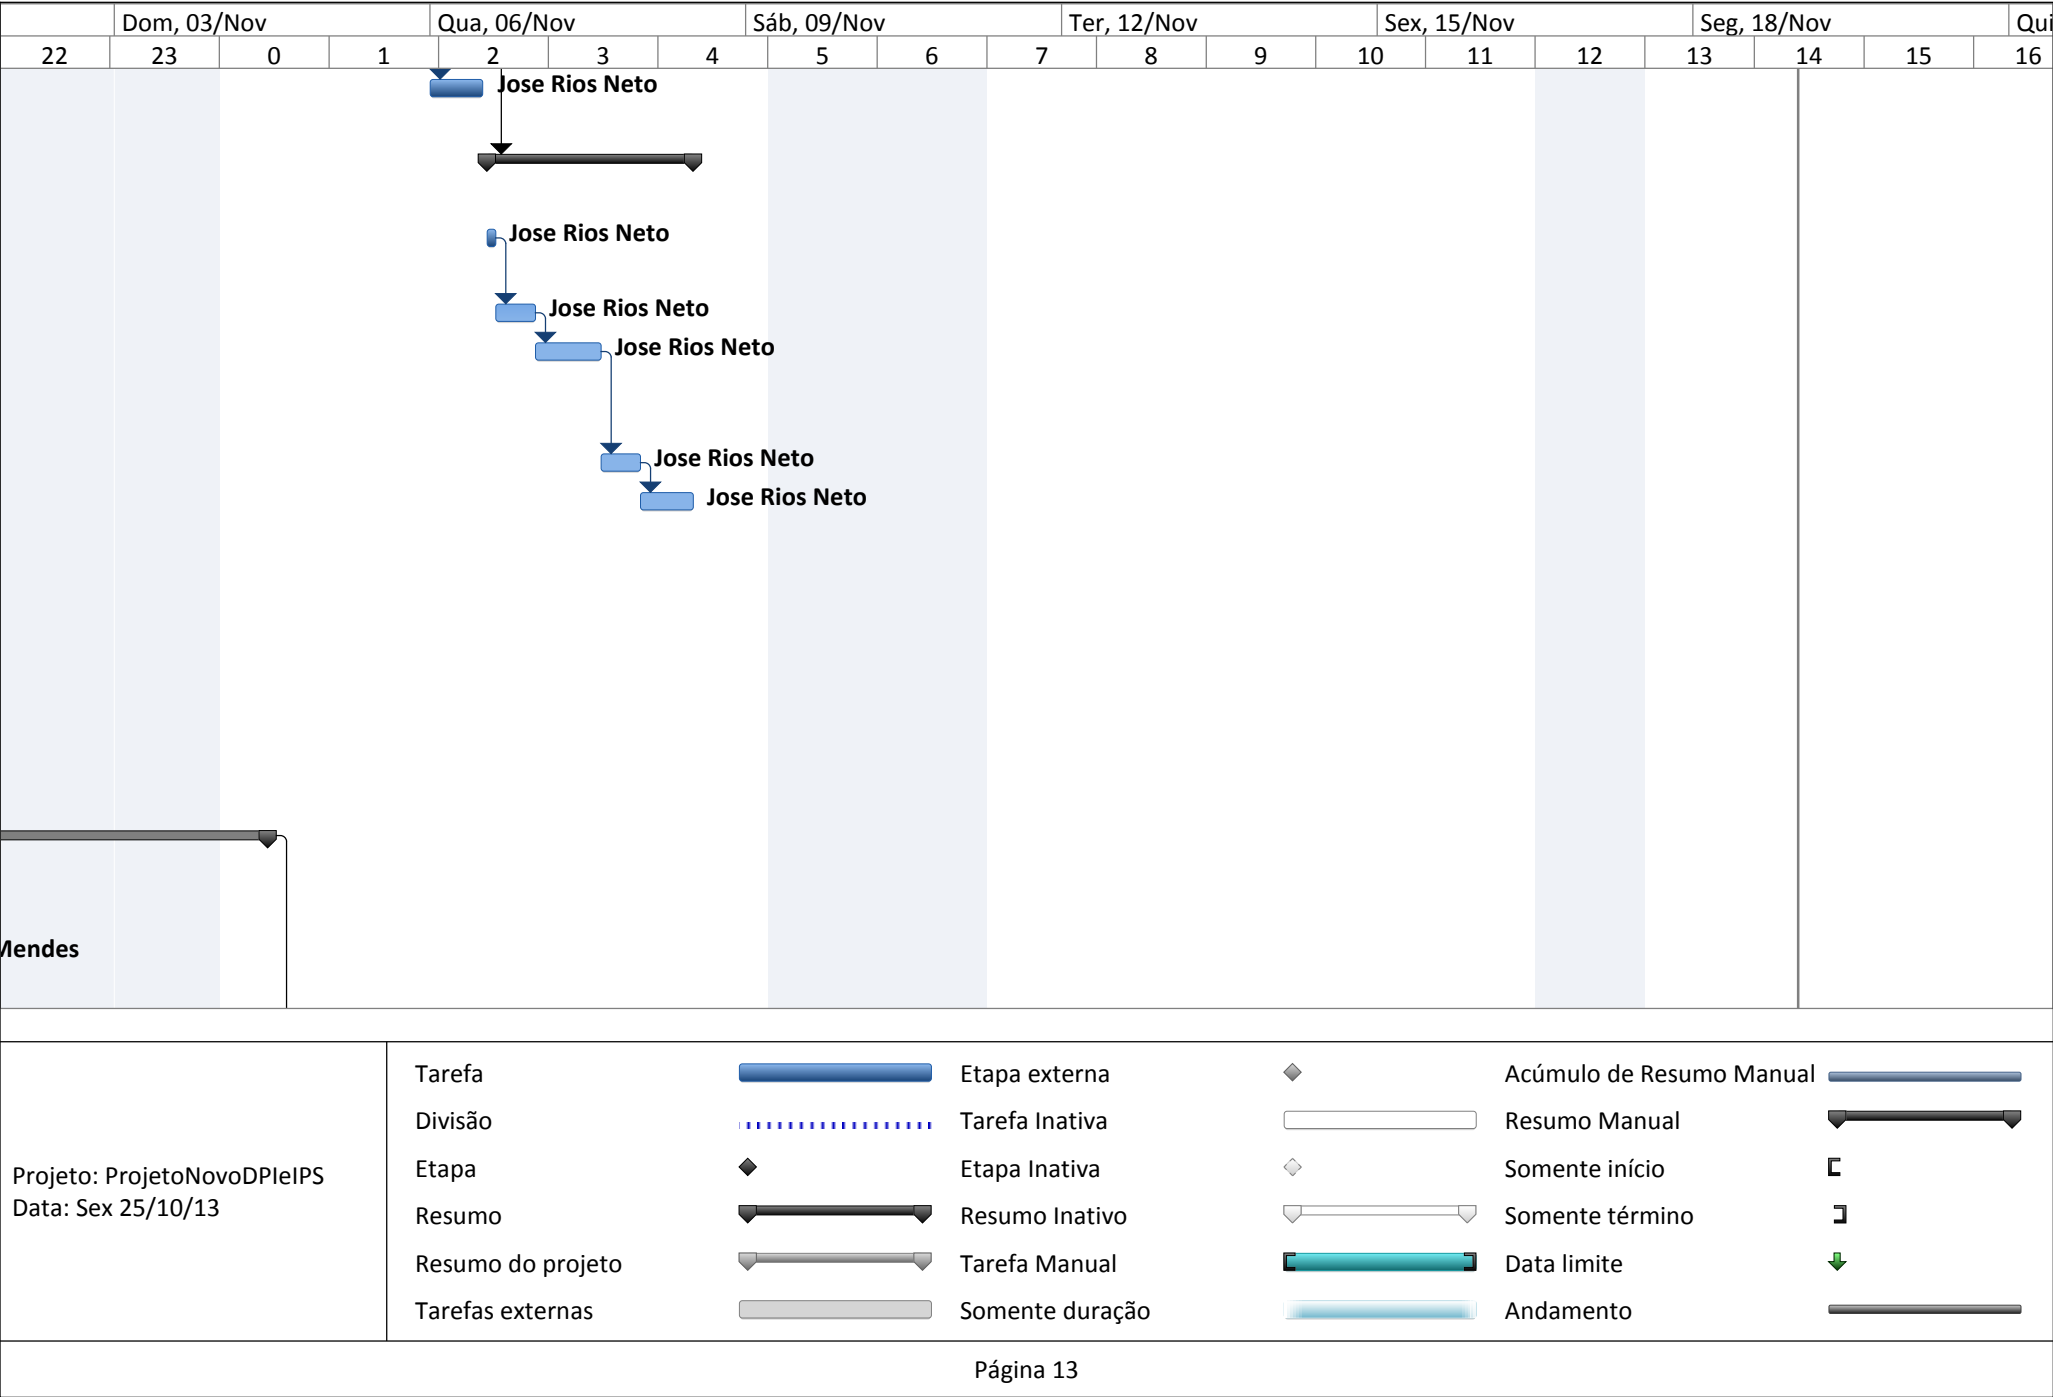 Dom, 03/Nov Qua, 06/Nov Sáb, 09/Nov Ter, 12/Nov Sex, 15/Nov Seg, 18/Nov Qui
22 23 0 1 2 3 4 5 6 7 8 9 10 11 12 13 14 15 16
Jose Rios Neto
Jose Rios Neto
Jose Rios Neto
Jose Rios Neto
Jose Rios Neto
Jose Rios Neto
Mendes
Projeto: ProjetoNovoDPIeIPS
Data: Sex 25/10/13
Tarefa
Divisão
Etapa
Resumo
Resumo do projeto
Tarefas externas
Etapa externa
Tarefa Inativa
Etapa Inativa
Resumo Inativo
Tarefa Manual
Somente duração
Acúmulo de Resumo Manual
Resumo Manual
Somente início
Somente término
Data limite
Andamento
Página 13